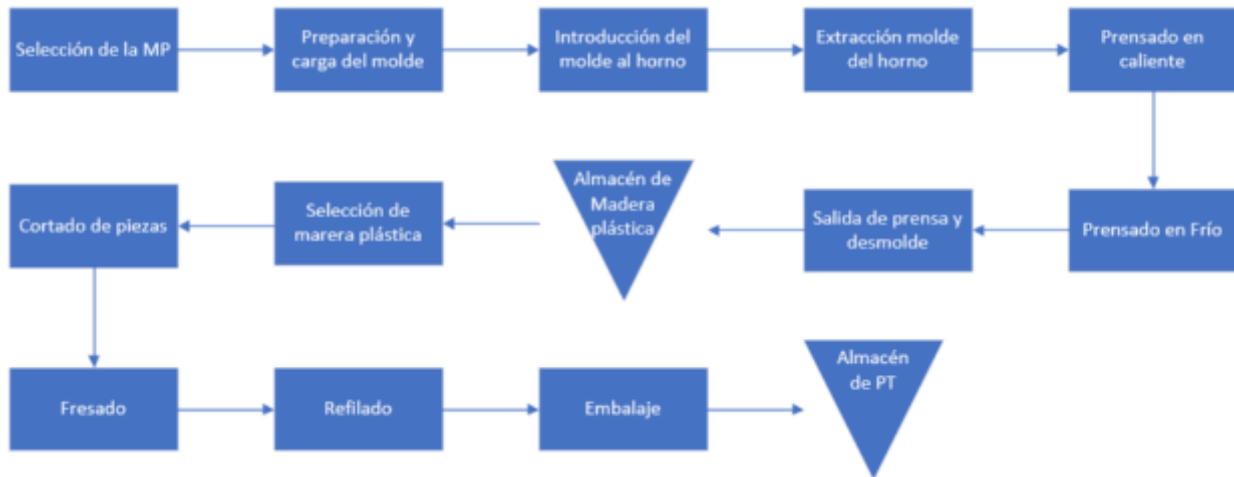 Selección de la MP
Preparación y
carga del molde
Introducción del
molde al horno
Extracción molde
del horno
Prensado en
caliente
Prensado en Frío
Salida de prensa y
desmolde
Almacén de
Madera
plástica
Selección de
marera plástica
Cortado de piezas
Fresado
Refilado
Embalaje
Almacén
de PT